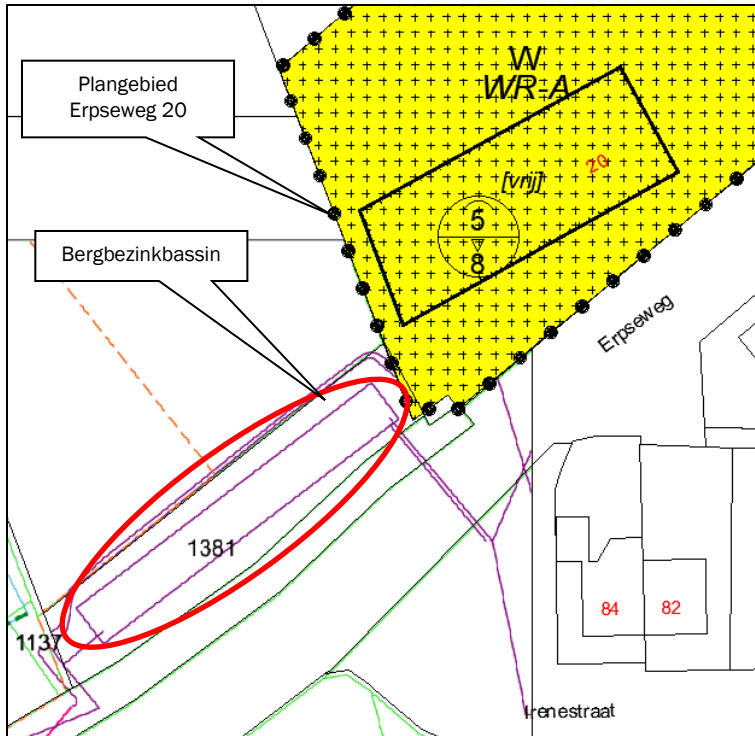 W
WR-A
Plangebied
Erpseweg 20
20
[vrij]
5
8
Bergbezinkbassin
Erpseweg
1381
84
82
1137
Irenestraat